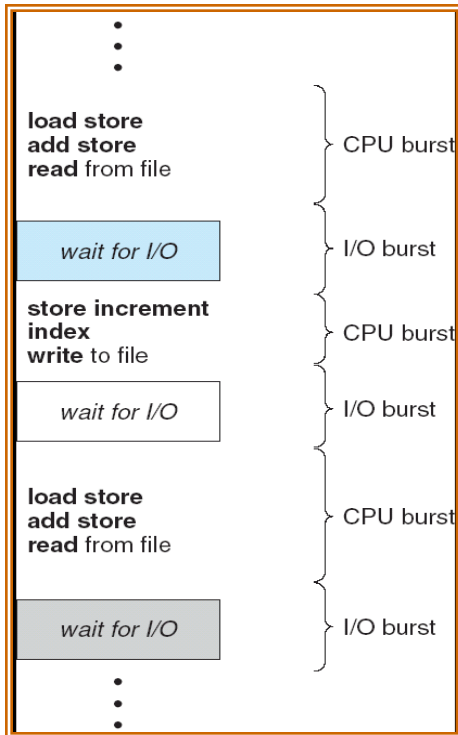 load store
add store
read from file
CPU burst
wait for I/O
I/O burst
store increment
index
write to file
CPU burst
wait for I/O
I/O burst
load store
add store
read from file
CPU burst
wait for I/O
I/O burst